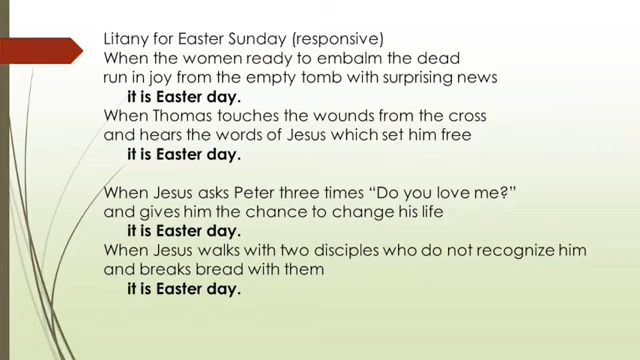 Litany for Easter Sunday (responsive)
When the women ready to embalm the dead
run in joy from the empty tomb with surprising news
it is Easter day.
When Thomas touches the wounds from the cross
and hears the words of Jesus which set him free
it is Easter day.
When Jesus asks Peter three times “Do you love me?”
and gives him the chance to change his life
it is Easter day.
When Jesus walks with two disciples who do not recognize him
and breaks bread with them
it is Easter day.